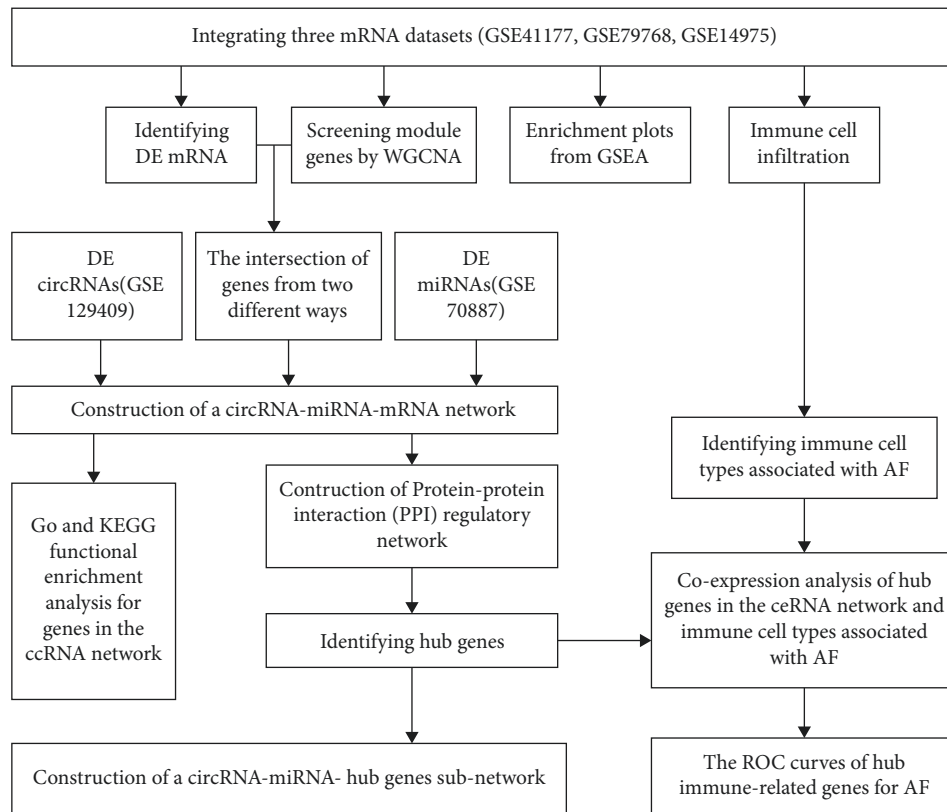 Integrating three mRNA datasets (GSE41177, GSE79768, GSE14975)
Identifying
DE mRNA
Screening module
genes by WGCNA
Enrichment plots
from GSEA
Immune cell
infiltration
DE
circRNAs(GSE
129409)
The intersection of
genes from two
different ways
DE
miRNAs(GSE
70887)
Construction of a circRNA-miRNA-mRNA network
Identifying immune cell
types associated with AF
Go and KEGG
functional
enrichment
analysis for
genes in the
ccRNA network
Contruction of Protein-protein
interaction (PPI) regulatory
network
Co-expression analysis of hub
genes in the ceRNA network and
immune cell types associated
with AF
Identifying hub genes
Construction of a circRNA-miRNA- hub genes sub-network
The ROC curves of hub
immune-related genes for AF